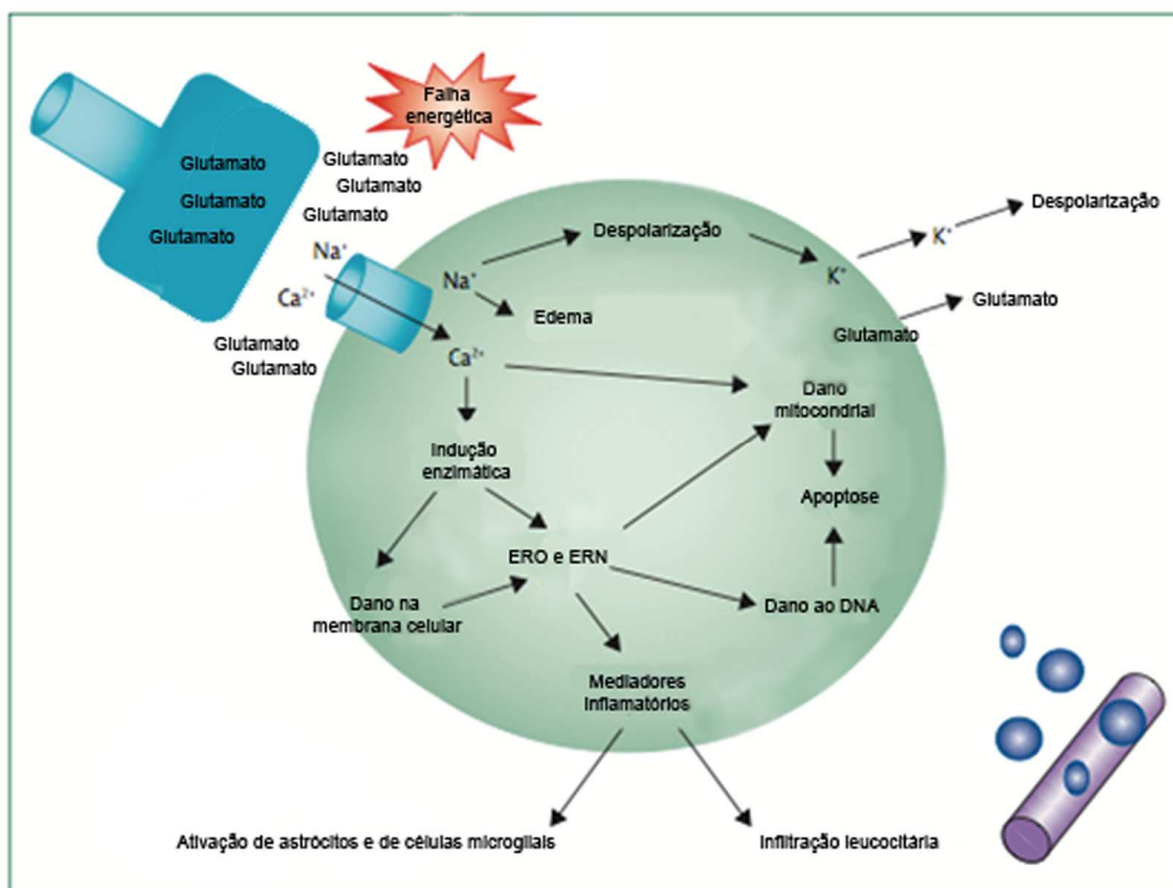 Falha
energética
Glutamato
Glutamato
Glutamato
Glutamato
Glutamato
Glutamato
Na⁺
Ca²⁺
Glutamato
Glutamato
Na⁺
Edema
Ca²⁺
Despolarização
K⁺
K⁺
Despolarização
Glutamato
Glutamato
Dano
mitocondrial
Apoptose
Indução
enzimática
ERO e ERN
Dano na
membrana celular
Dano ao DNA
Mediadores
inflamatórios
Ativação de astrócitos e de células microgliais
Infiltração leucocitária